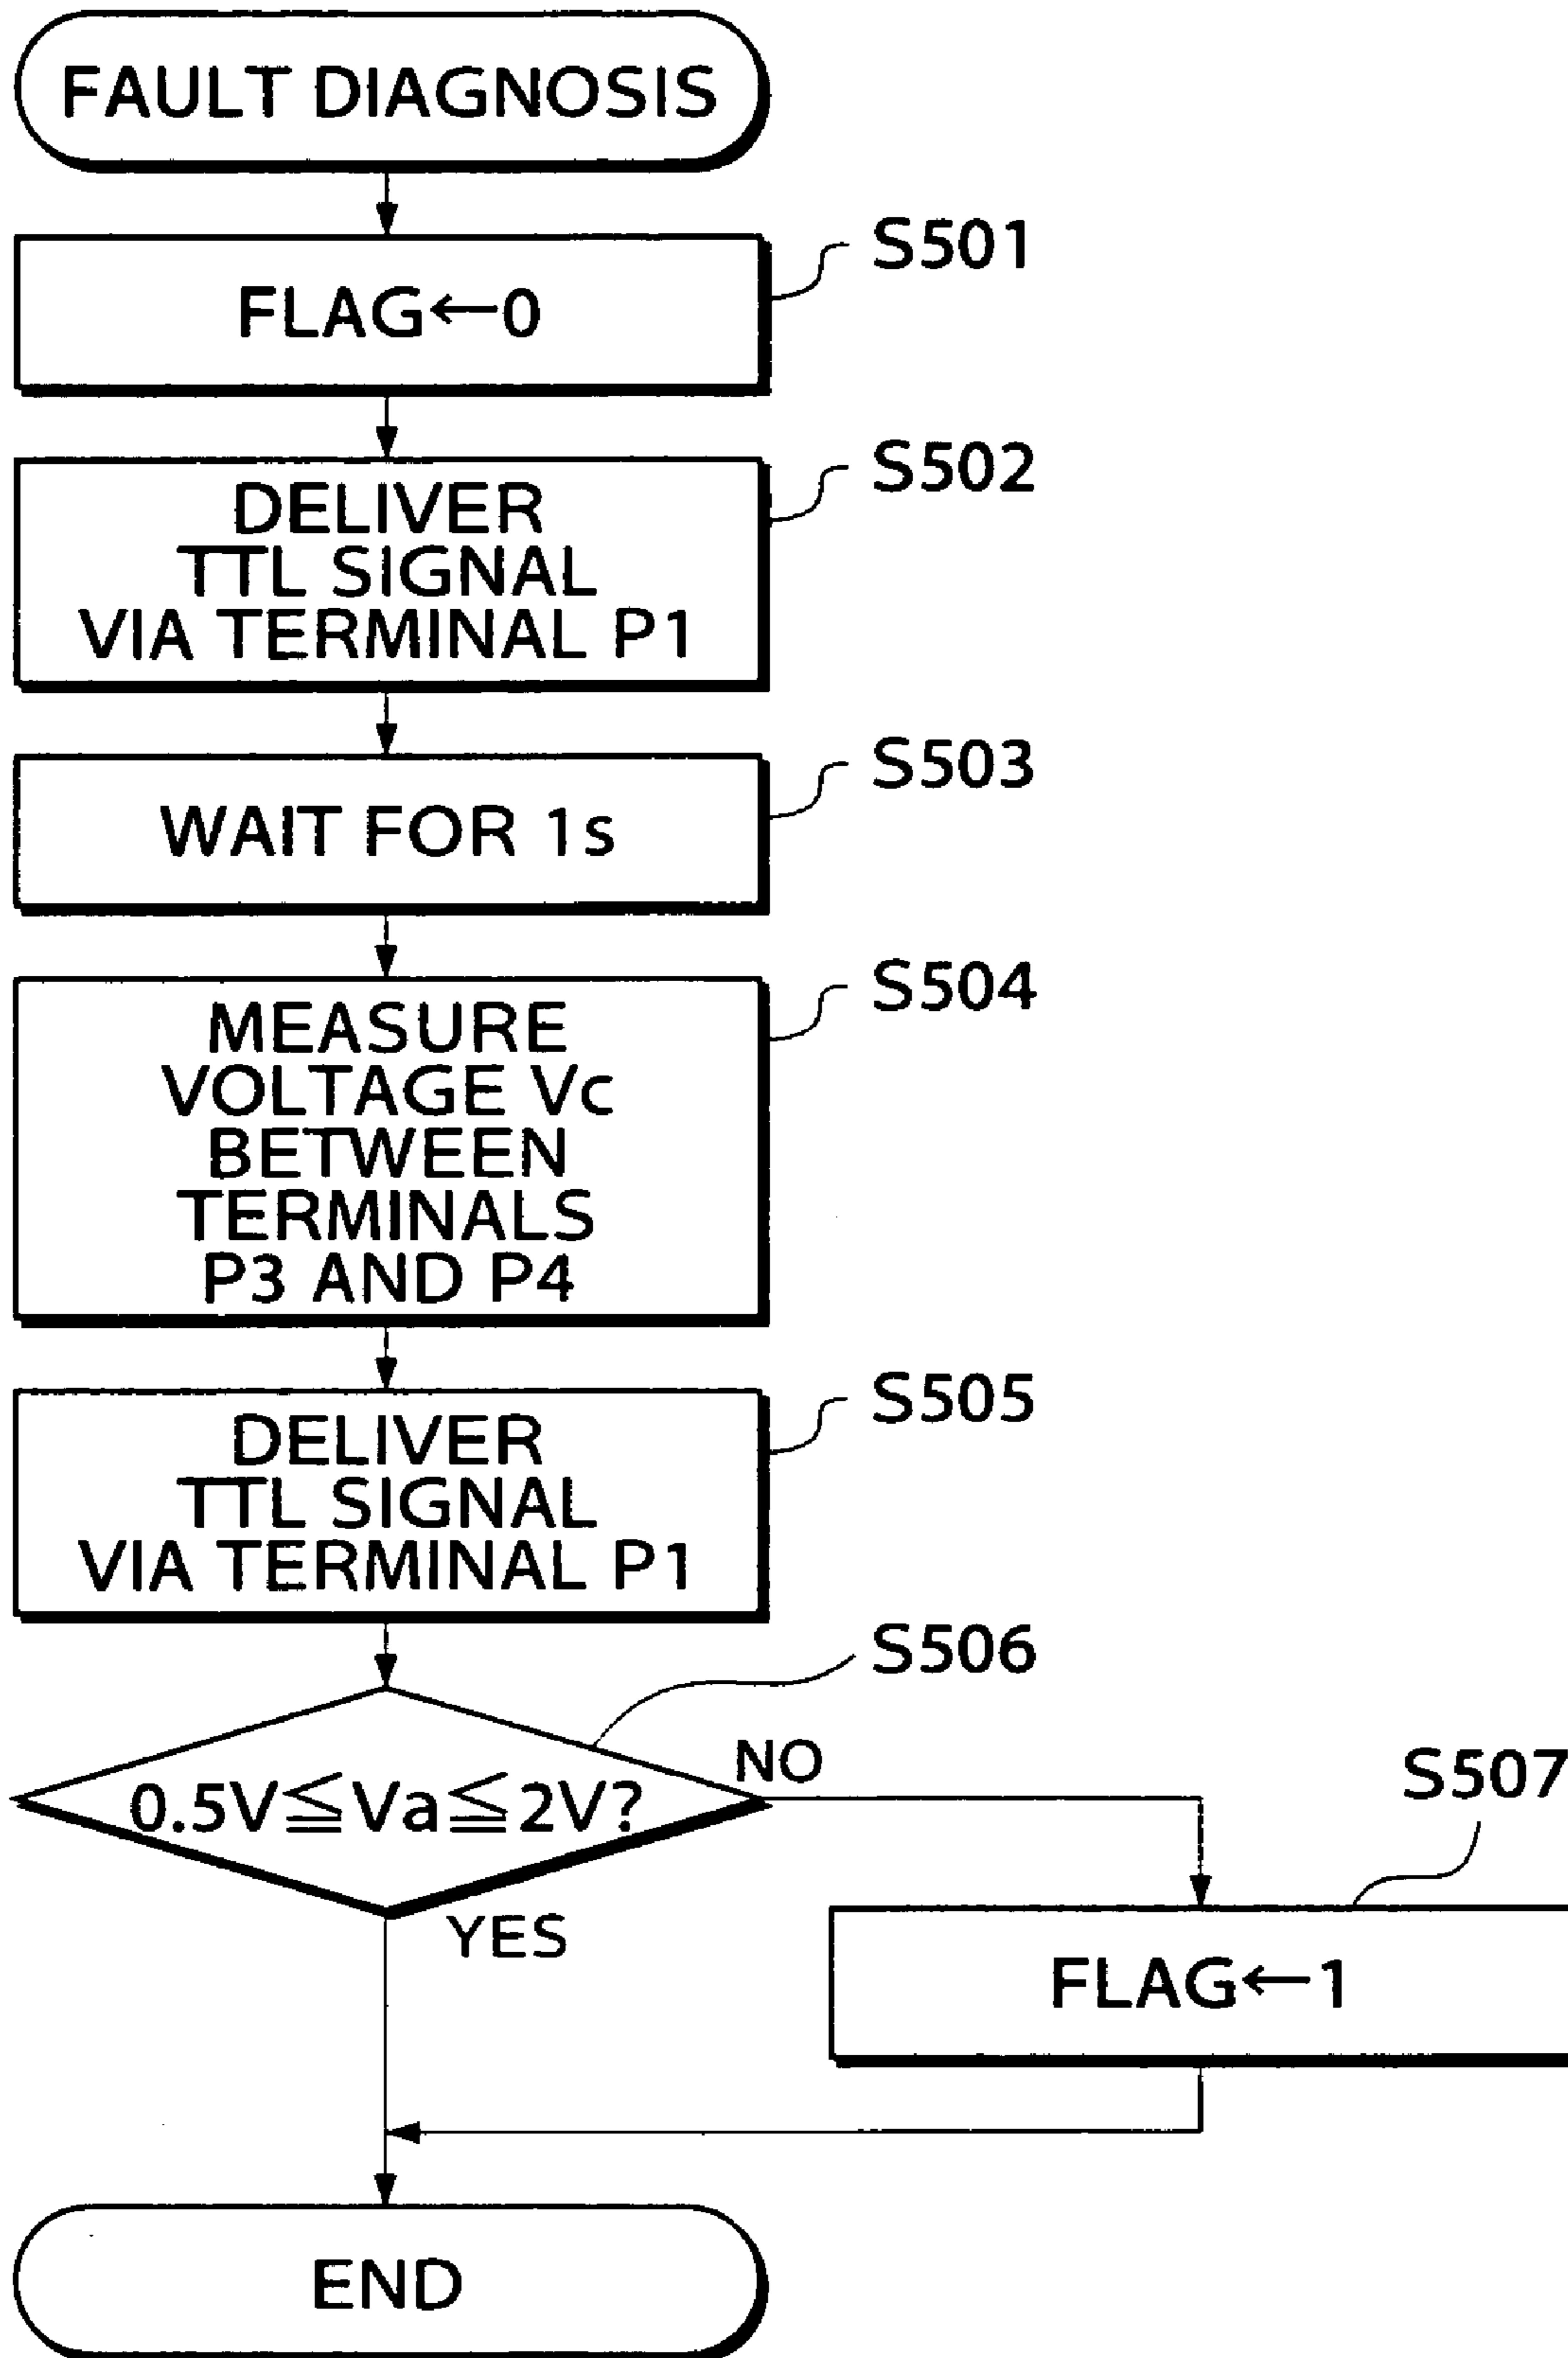 FAULT DIAGNOSIS
S501
FLAG←0
S502
DELIVER
TTL SIGNAL
VIA TERMINAL P1
S503
WAIT FOR 1s
S504
MEASURE
VOLTAGE Vc
BETWEEN
TERMINALS
P3 AND P4
S505
DELIVER
TTL SIGNAL
VIA TERMINAL P1
S506
0.5V≦Va≦2V?
NO
YES
S507
FLAG←1
END